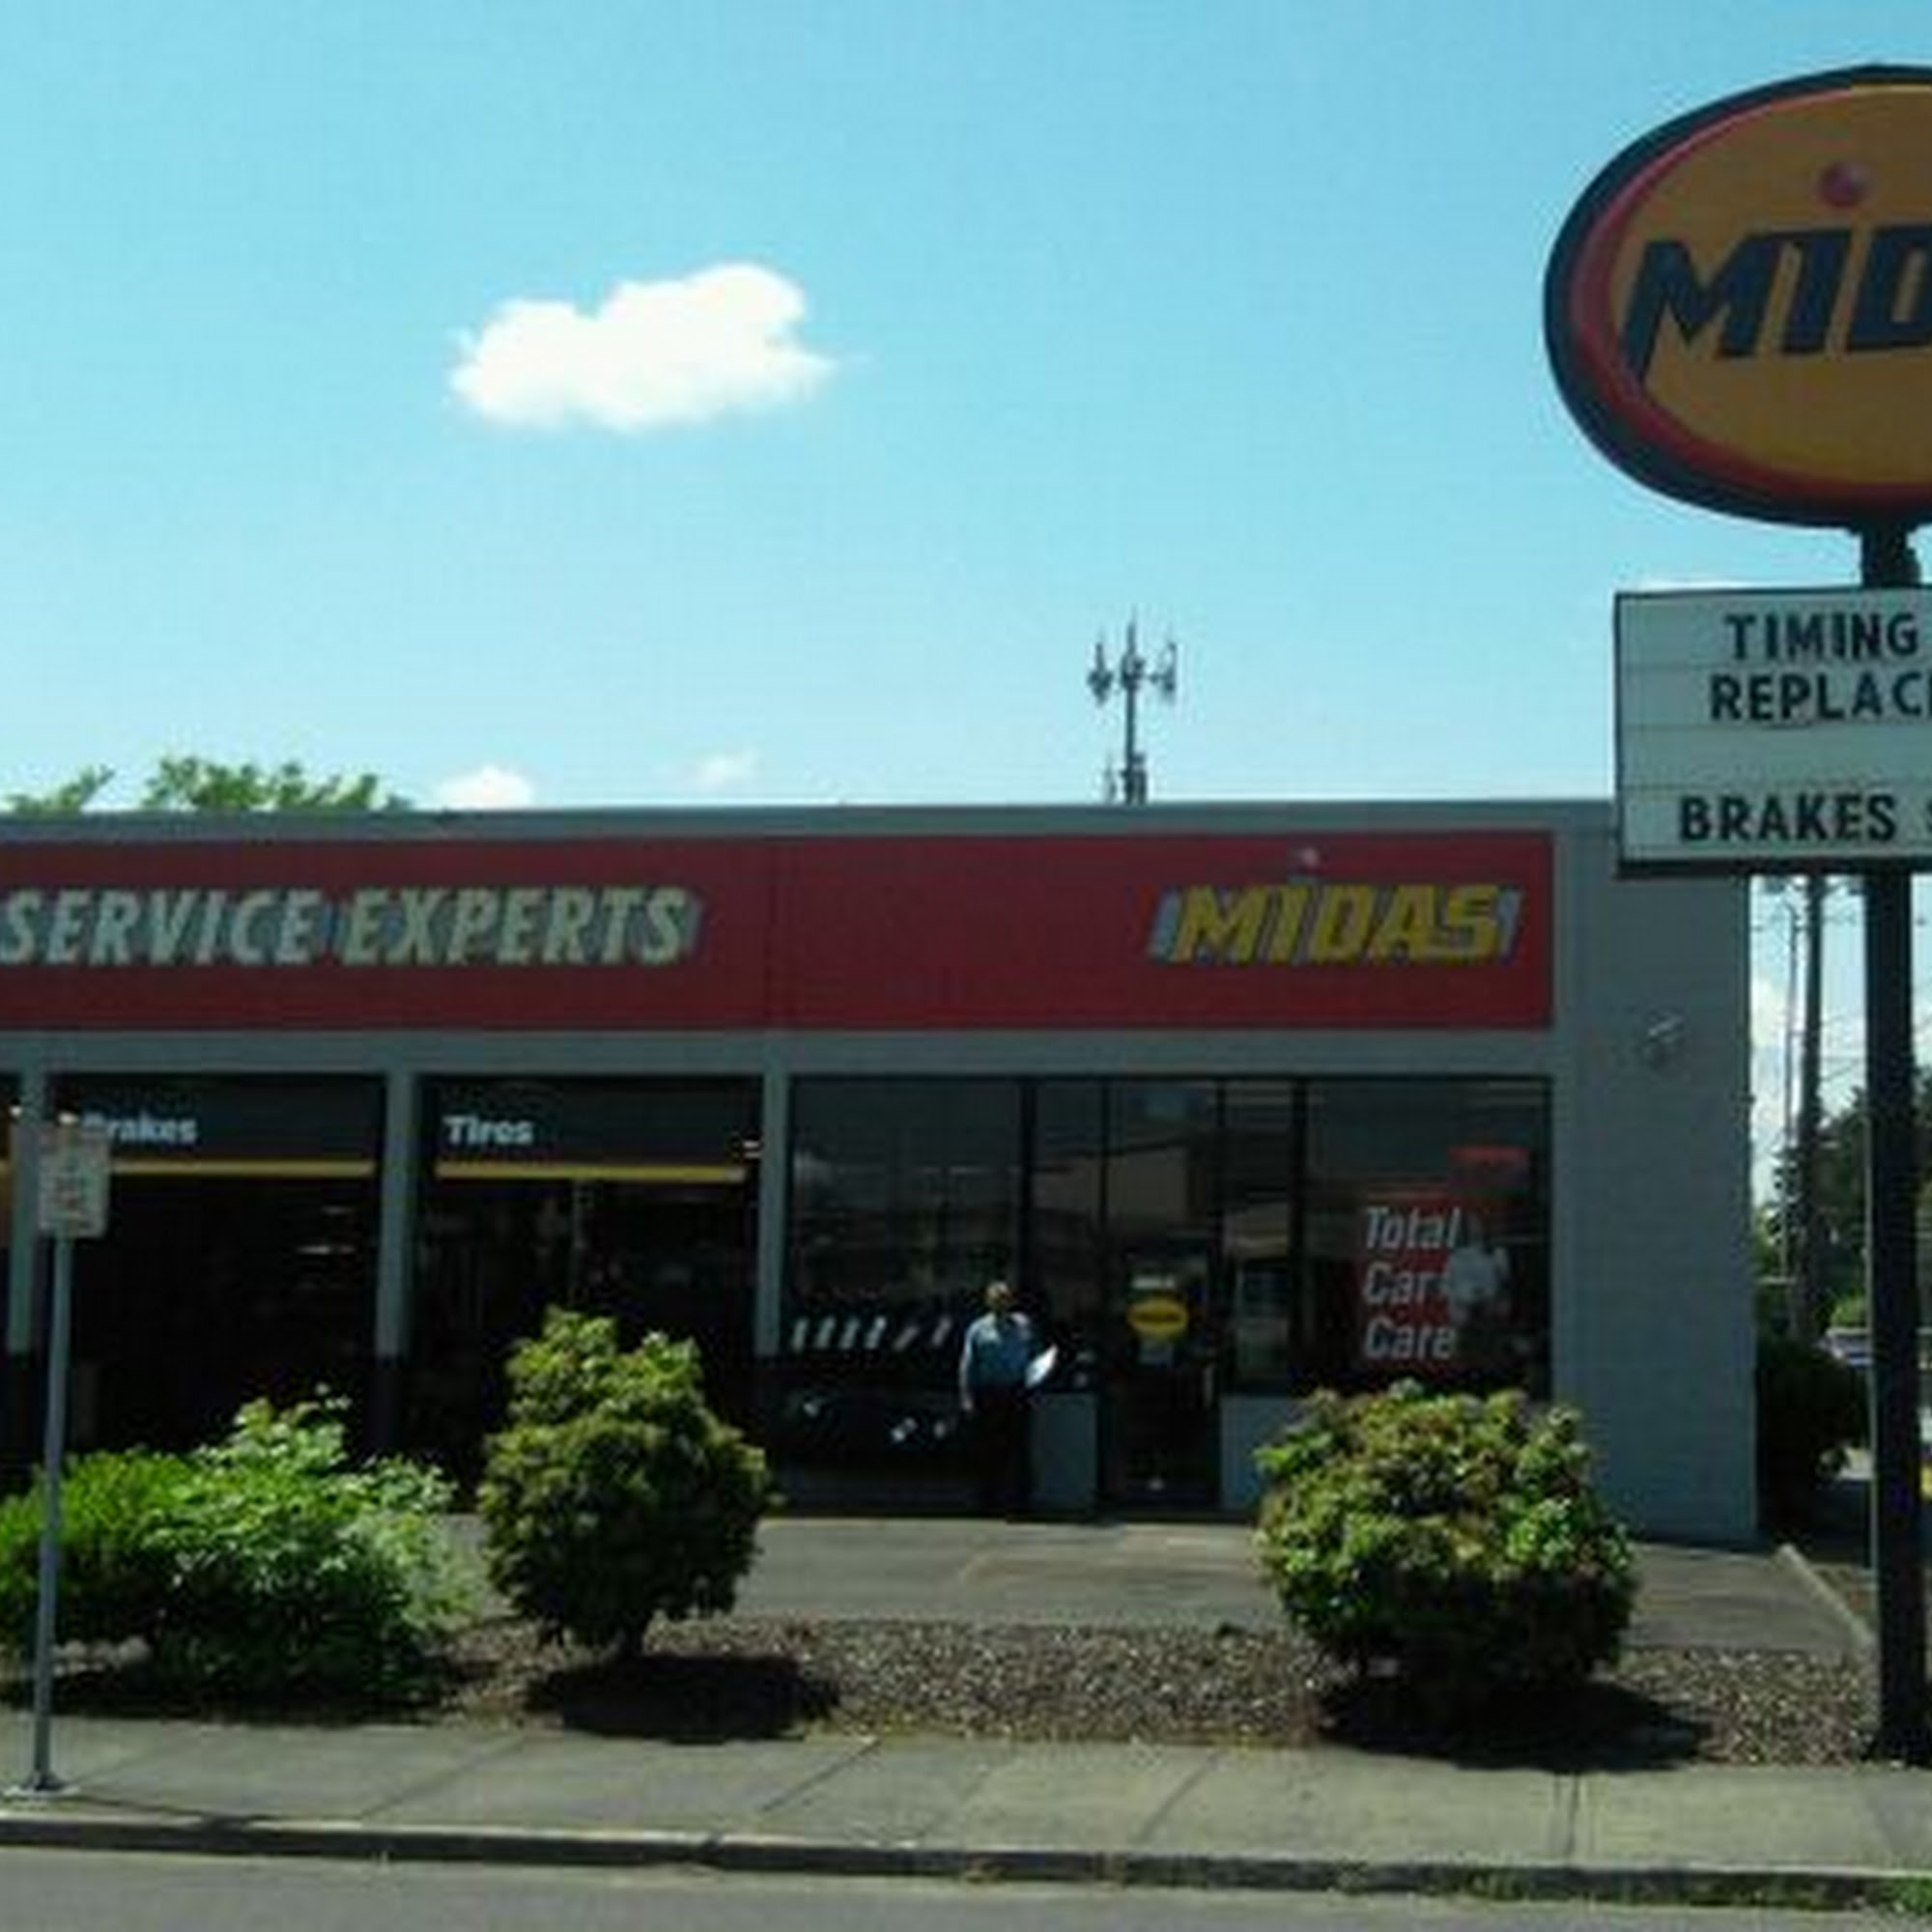 MID
TIMING
REPLAC
BRAKES
SERVICE EXPERTS
MIDAS
Brakes
Tires
Total
Car
Care